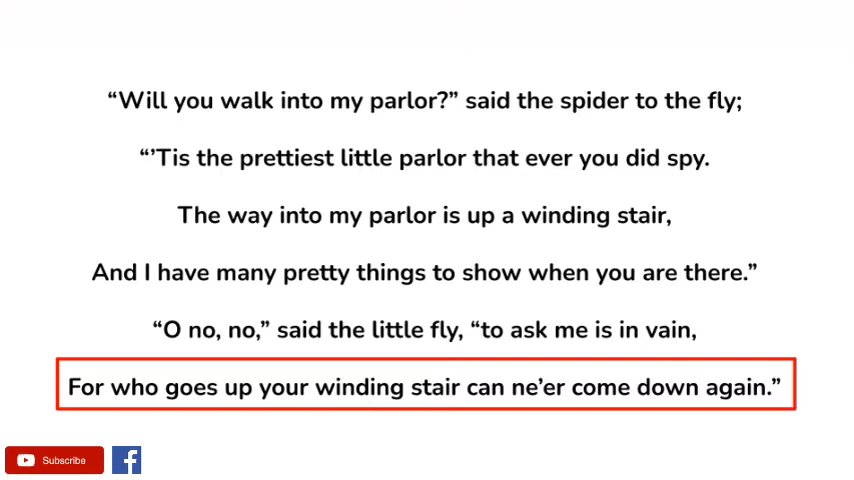 “Will you walk into my parlor?” said the spider to the fly;
“’Tis the prettiest little parlor that ever you did spy.
The way into my parlor is up a winding stair,
And I have many pretty things to show when you are there.”
“O no, no,” said the little fly, “to ask me is in vain,
For who goes up your winding stair can ne’er come down again.”
Subscribe